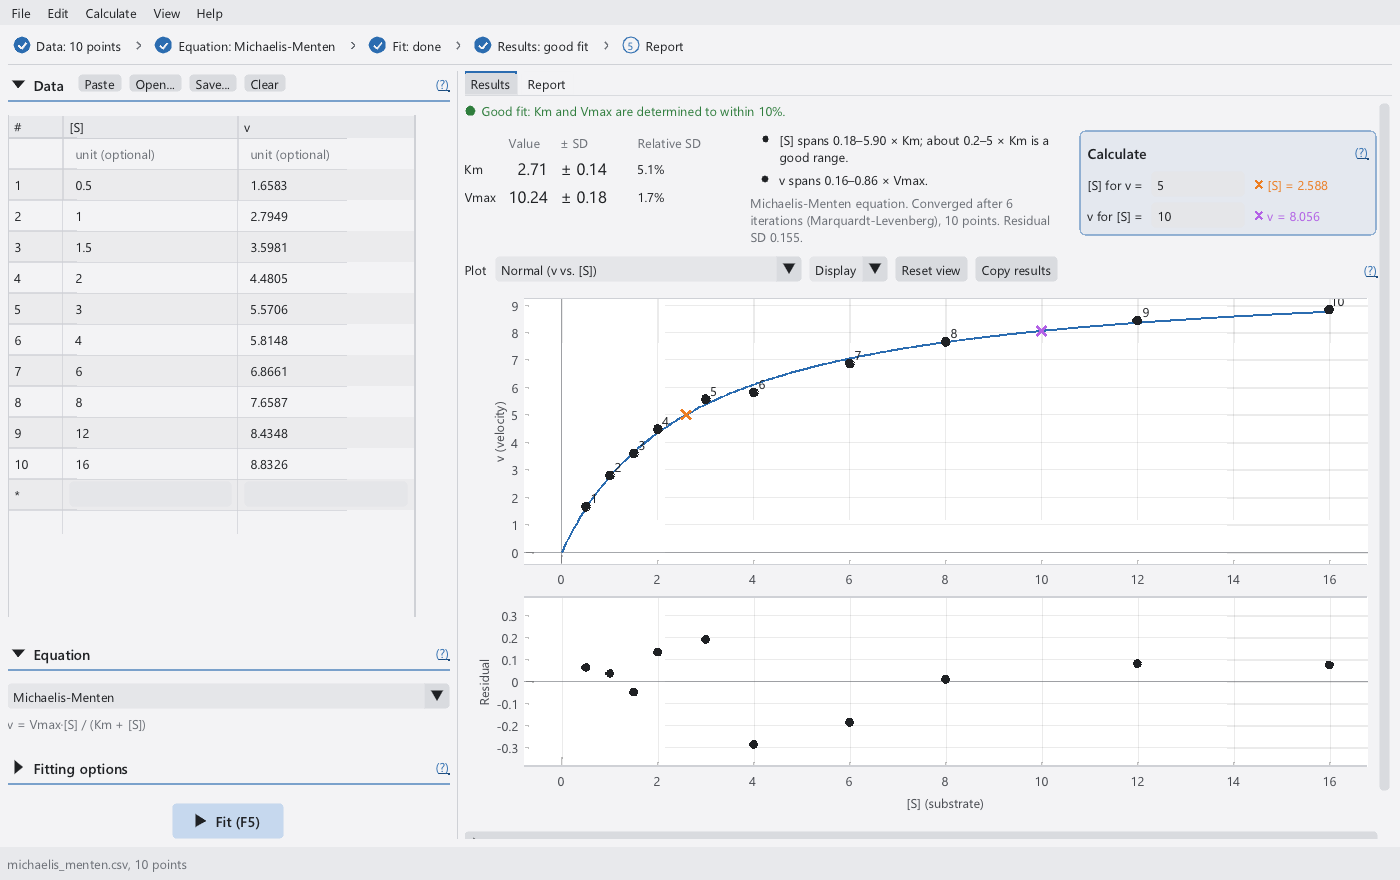 File Edit Calculate View Help
Data: 10 points > Equation: Michaelis-Menten > Fit: done > Results: good fit > 5 Report
Data Paste Open... Save... Clear (?)
# [S] v
unit (optional) unit (optional)
1 0.5 1.6583
2 1 2.7949
3 1.5 3.5981
4 2 4.4805
5 3 5.5706
6 4 5.8148
7 6 6.8661
8 8 7.6587
9 12 8.4348
10 16 8.8326
*
Equation (?)
Michaelis-Menten
v = Vmax·[S] / (Km + [S])
Fitting options (?)
Fit (F5)
Results Report
Good fit: Km and Vmax are determined to within 10%.
Value ± SD Relative SD
Km 2.71 ± 0.14 5.1%
Vmax 10.24 ± 0.18 1.7%
• [S] spans 0.18–5.90 × Km; about 0.2–5 × Km is a
good range.
• v spans 0.16–0.86 × Vmax.
Michaelis-Menten equation. Converged after 6
iterations (Marquardt-Levenberg), 10 points. Residual
SD 0.155.
Calculate (?)
[S] for v = 5 × [S] = 2.588
v for [S] = 10 × v = 8.056
Plot Normal (v vs. [S]) Display Reset view Copy results (?)
v (velocity)
9
8
7
6
5
4
3
2
1
0
1
2
3
4
5
6
7
8
9
10
0 2 4 6 8 10 12 14 16
Residual
0.3
0.2
0.1
0
-0.1
-0.2
-0.3
0 2 4 6 8 10 12 14 16
[S] (substrate)
michaelis_menten.csv, 10 points